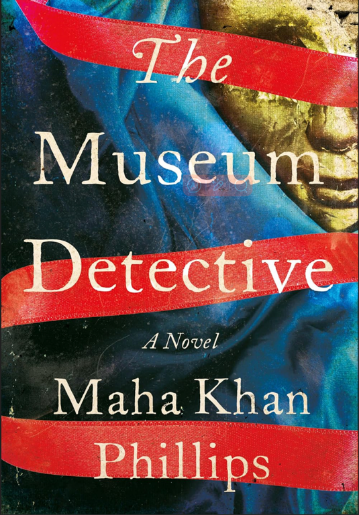 The
Museum
Detective
A Novel
Maha Khan
Phillips